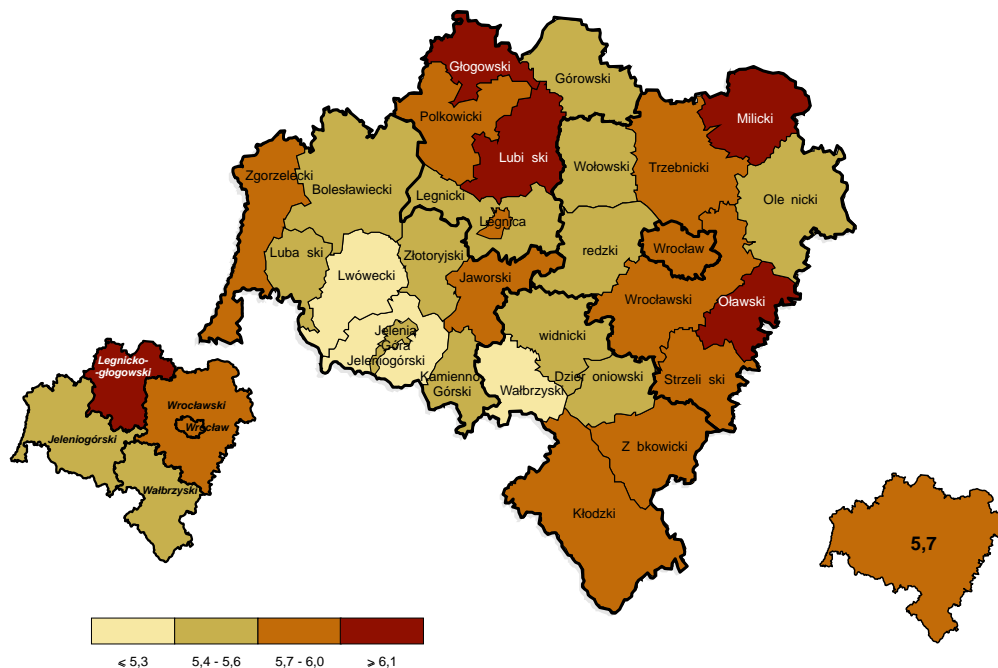 Głogowski
Górowski
Polkowicki
Milicki
Lubi ski
Wołowski
Trzebnicki
Zgorzelecki
Bolesławiecki
Legnicki
Ole nicki
Legnica
Luba ski
Złotoryjski
redzki
Wrocław
Lwówecki
Jaworski
Wrocławski
Oławski
Jelenia
Góra
Jeleniogórski
widnicki
Kamienno
Górski
Wałbrzyski
Dzier oniowski
Strzeli ski
Z bkowicki
Kłodzki
Legnicko-
-głogowski
Wrocławski
Wrocław
Jeleniogórski
Wałbrzyski
5,7
⩽ 5,3 5,4 - 5,6 5,7 - 6,0 ⩾ 6,1